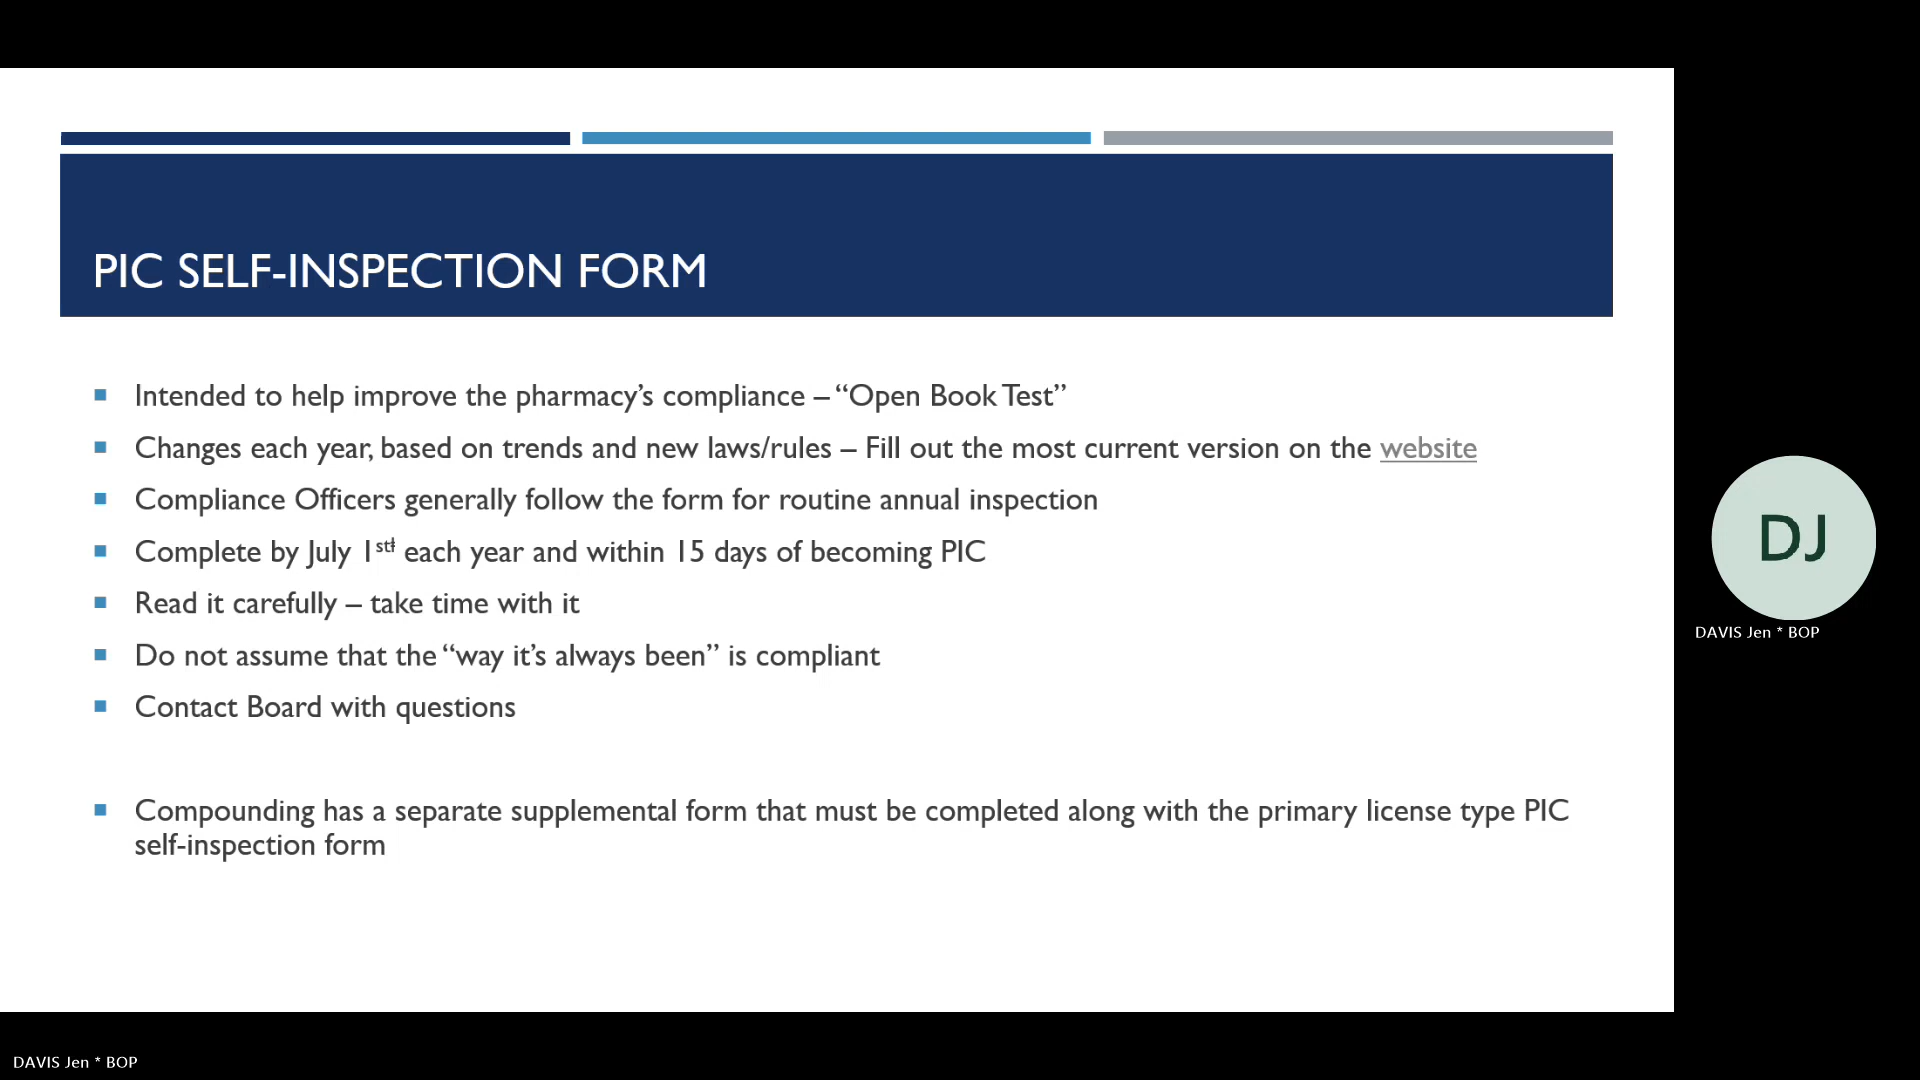 PIC SELF-INSPECTION FORM
Intended to help improve the pharmacy’s compliance – “Open Book Test”
Changes each year, based on trends and new laws/rules – Fill out the most current version on the website
Compliance Officers generally follow the form for routine annual inspection
Complete by July 1st each year and within 15 days of becoming PIC
Read it carefully – take time with it
Do not assume that the “way it’s always been” is compliant
Contact Board with questions
Compounding has a separate supplemental form that must be completed along with the primary license type PIC
self-inspection form
DJ
DAVIS Jen * BOP
DAVIS Jen * BOP